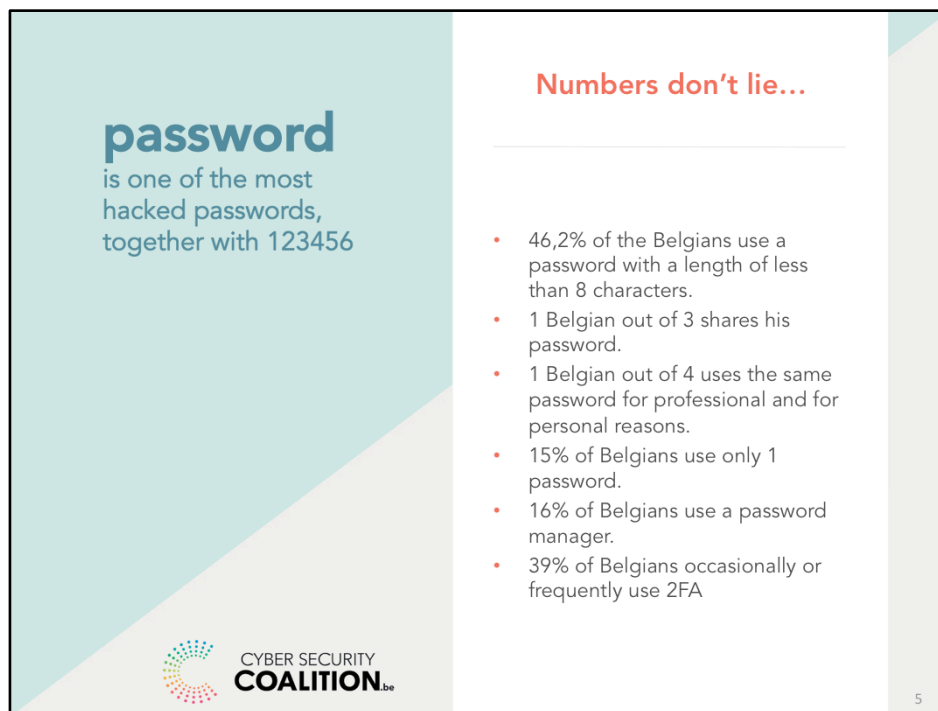 password
is one of the most
hacked passwords,
together with 123456
Numbers don't lie...
• 46,2% of the Belgians use a
password with a length of less
than 8 characters.
• 1 Belgian out of 3 shares his
password.
• 1 Belgian out of 4 uses the same
password for professional and for
personal reasons.
• 15% of Belgians use only 1
password.
• 16% of Belgians use a password
manager.
• 39% of Belgians occasionally or
frequently use 2FA
CYBER SECURITY
COALITION.be
5